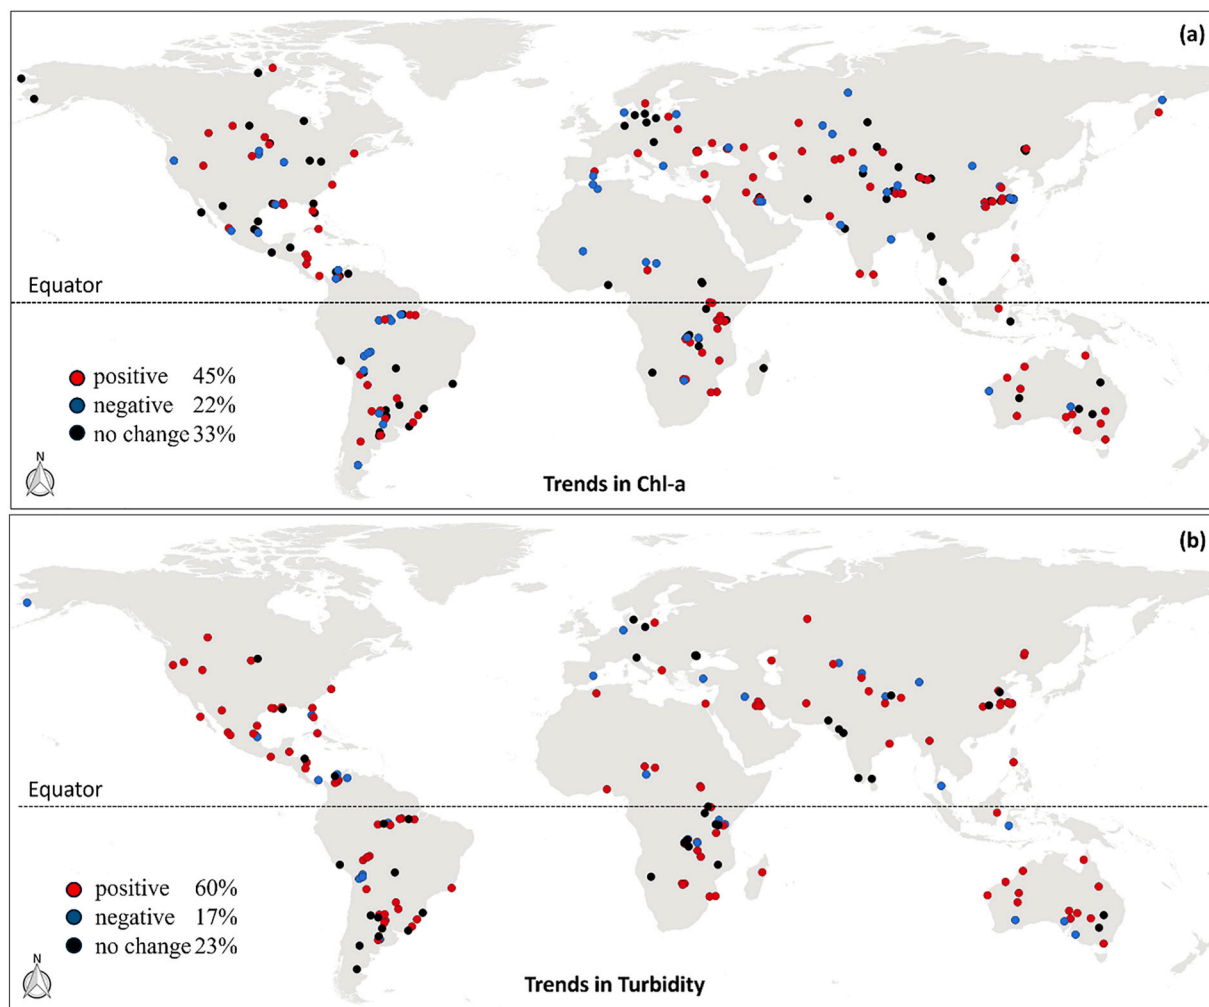 (a)
Equator
positive 45%
negative 22%
no change 33%
N
Trends in Chl-a
(b)
Equator
positive 60%
negative 17%
no change 23%
N
Trends in Turbidity